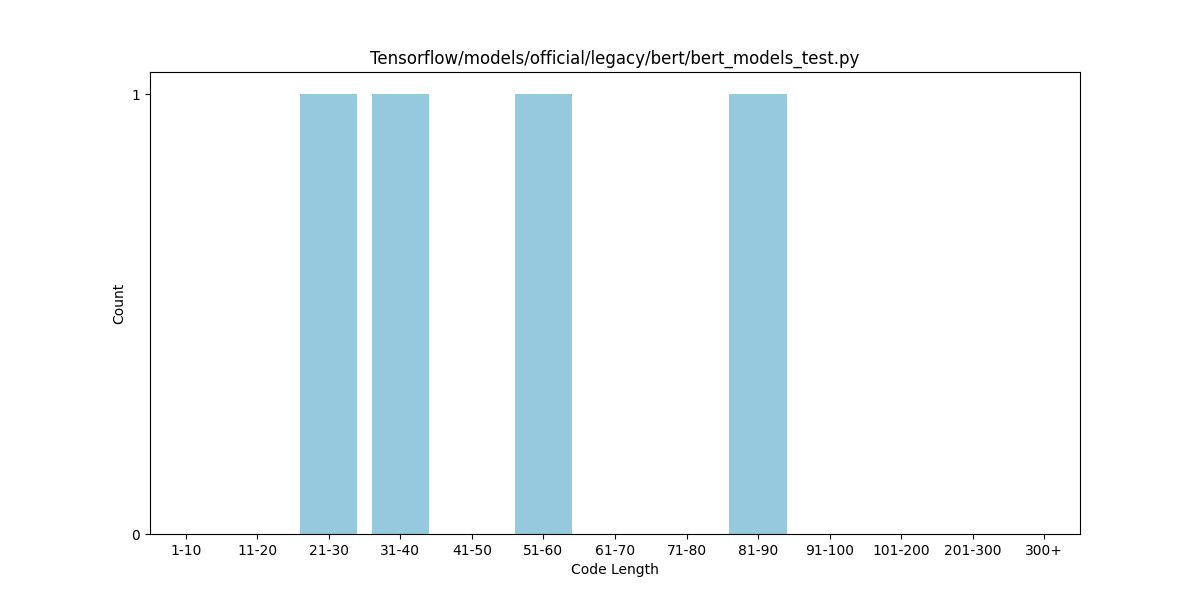 Tensorflow/models/official/legacy/bert/bert_models_test.py
1
Count
0
1-10 11-20 21-30 31-40 41-50 51-60 61-70 71-80 81-90 91-100 101-200 201-300 300+
Code Length